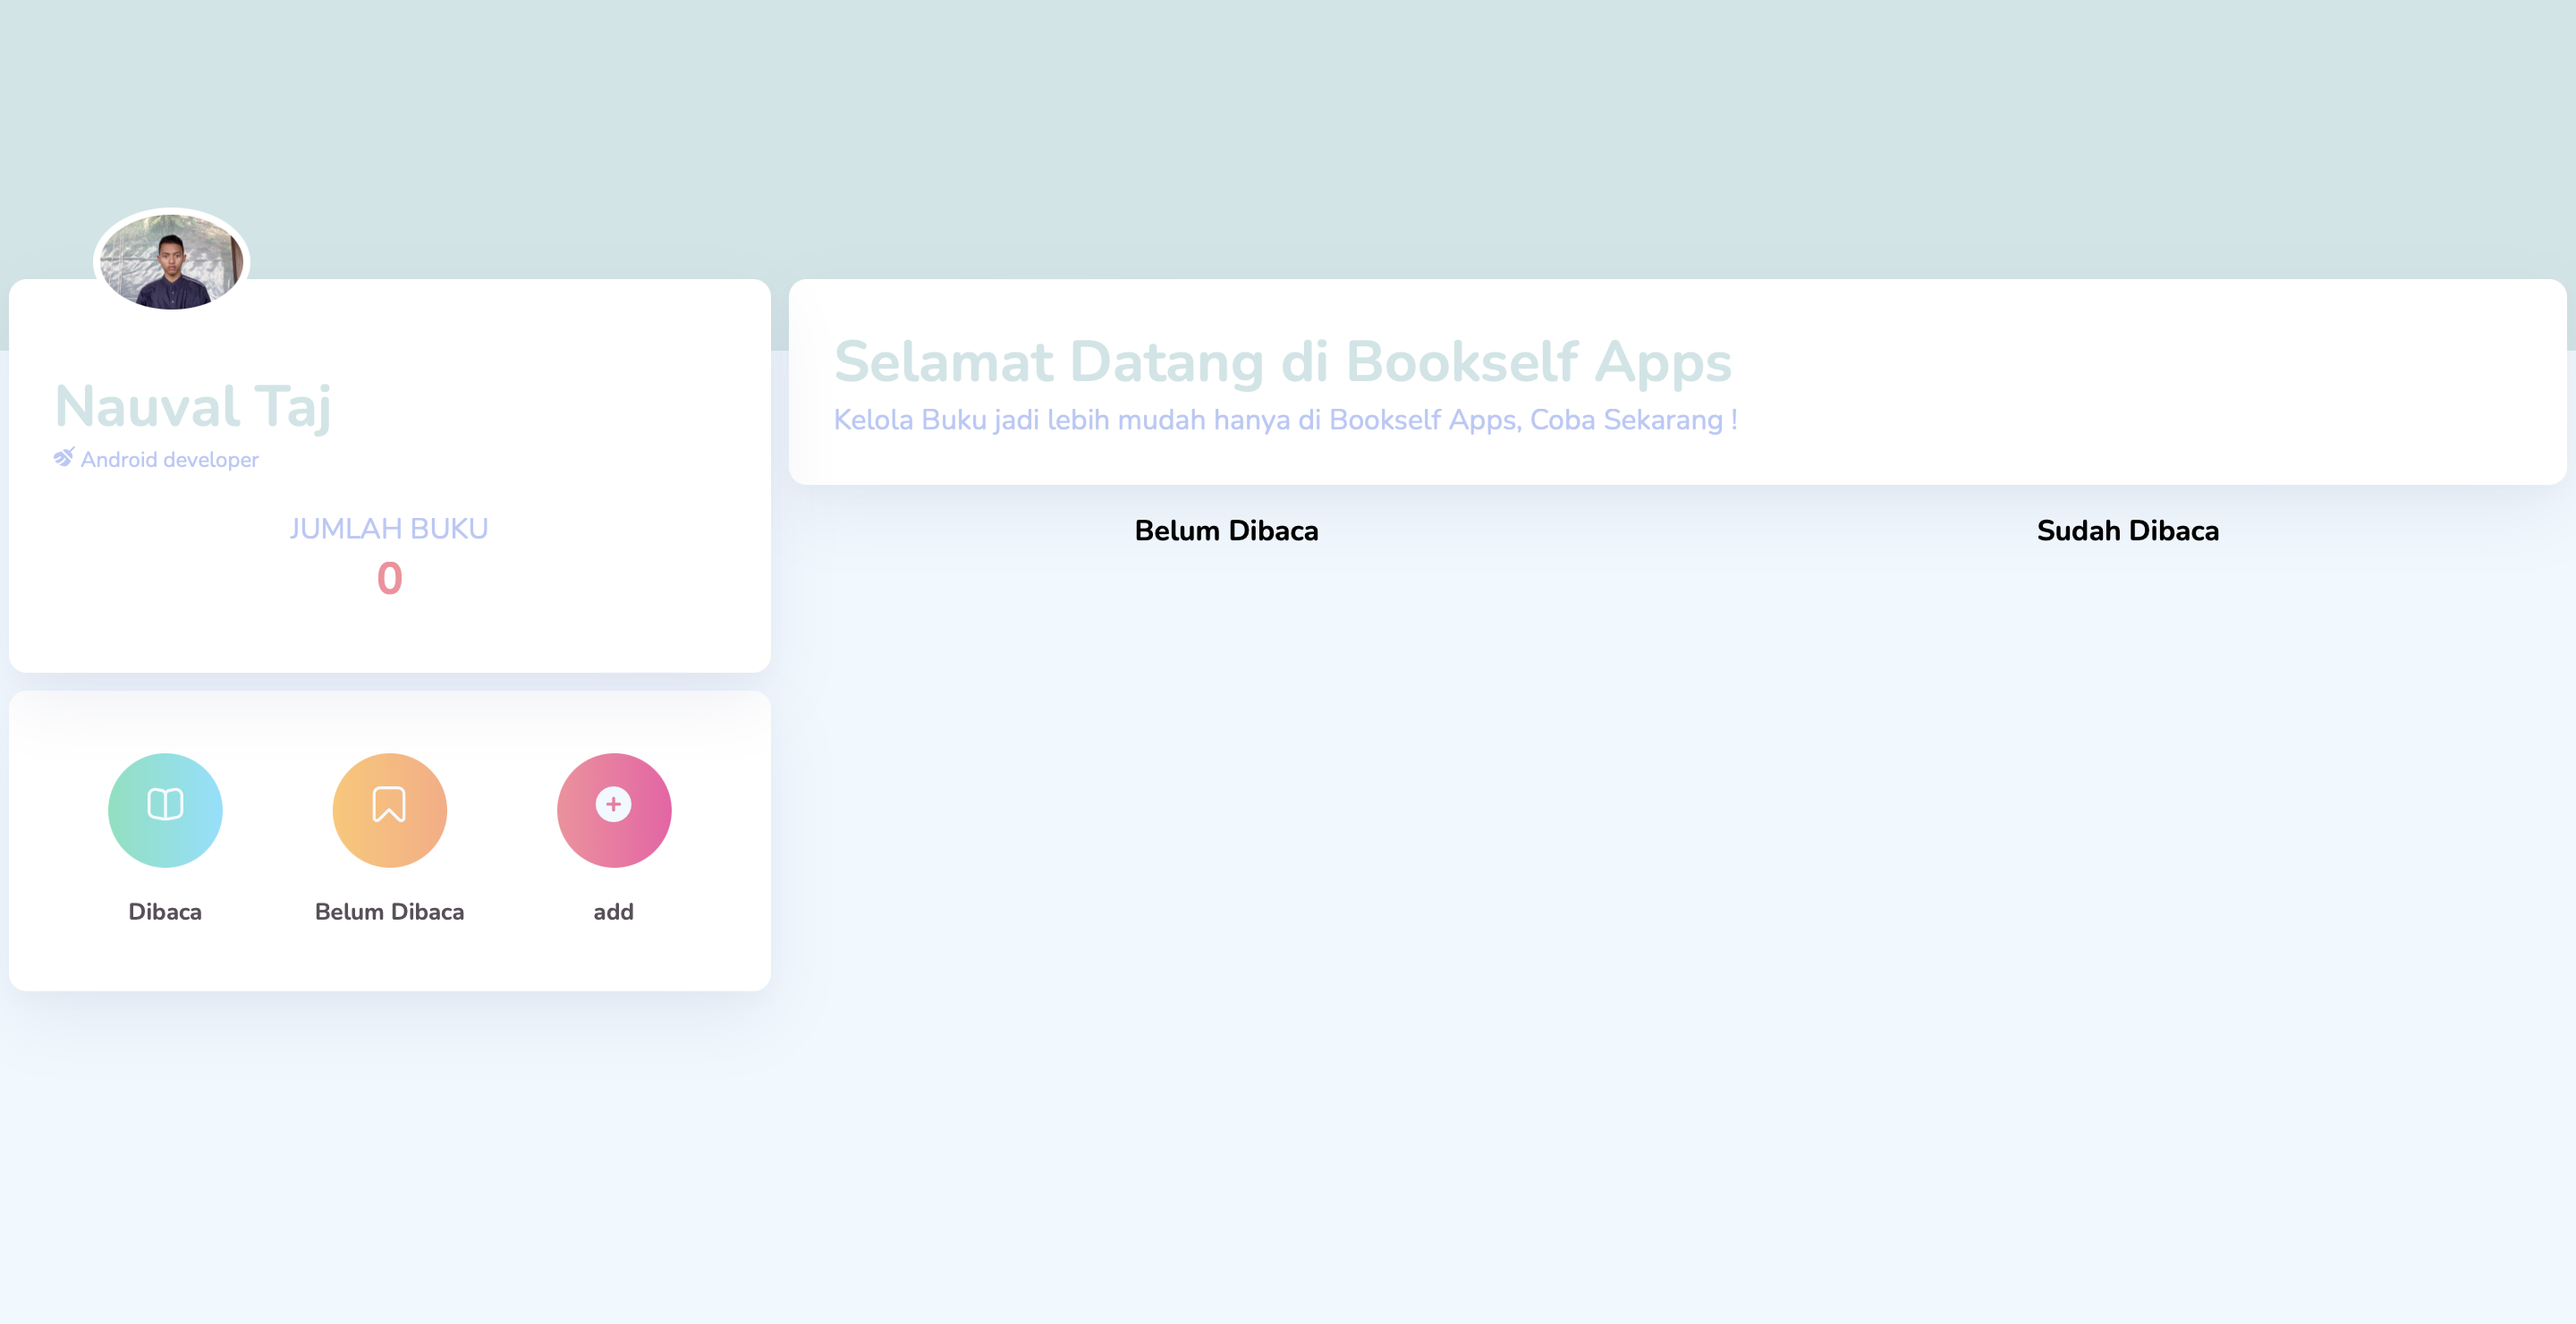 Nauval Taj
Android developer
JUMLAH BUKU
0
Dibaca
Belum Dibaca
add
Selamat Datang di Bookself Apps
Kelola Buku jadi lebih mudah hanya di Bookself Apps, Coba Sekarang !
Belum Dibaca
Sudah Dibaca